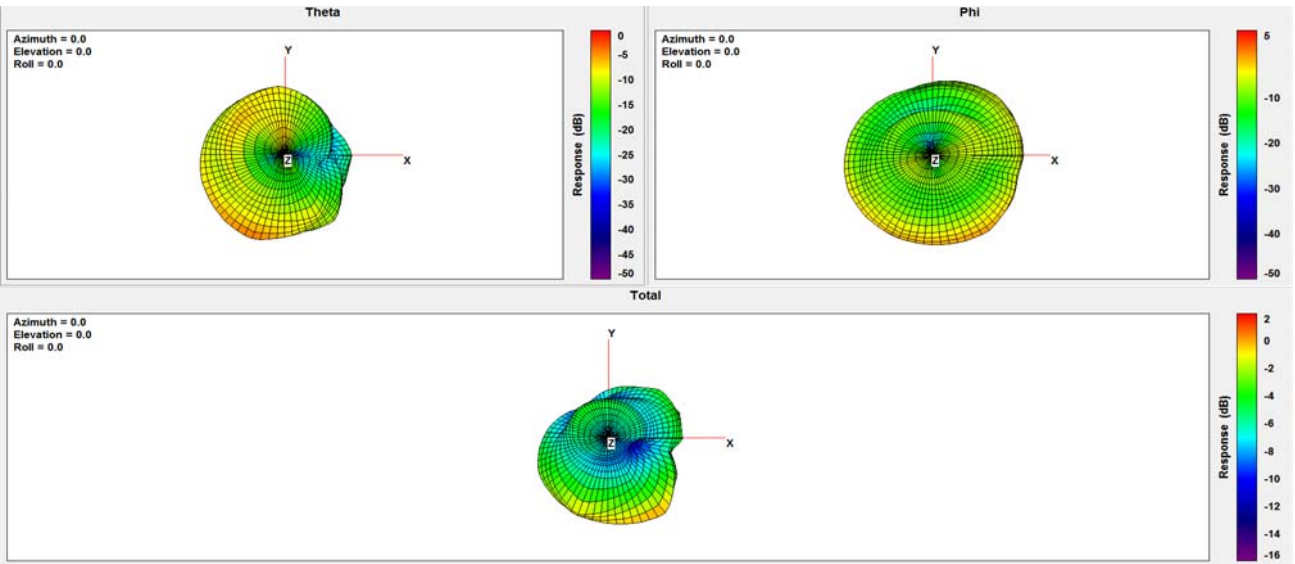 Theta
Azimuth = 0.0
Elevation = 0.0
Roll = 0.0
Y
Z
X
Response (dB)
0
-5
-10
-15
-20
-25
-30
-35
-40
-45
-50
Phi
Azimuth = 0.0
Elevation = 0.0
Roll = 0.0
Y
Z
X
Response (dB)
5
-10
-20
-30
-40
-50
Total
Azimuth = 0.0
Elevation = 0.0
Roll = 0.0
Y
Z
X
Response (dB)
2
0
-2
-4
-6
-8
-10
-12
-14
-16